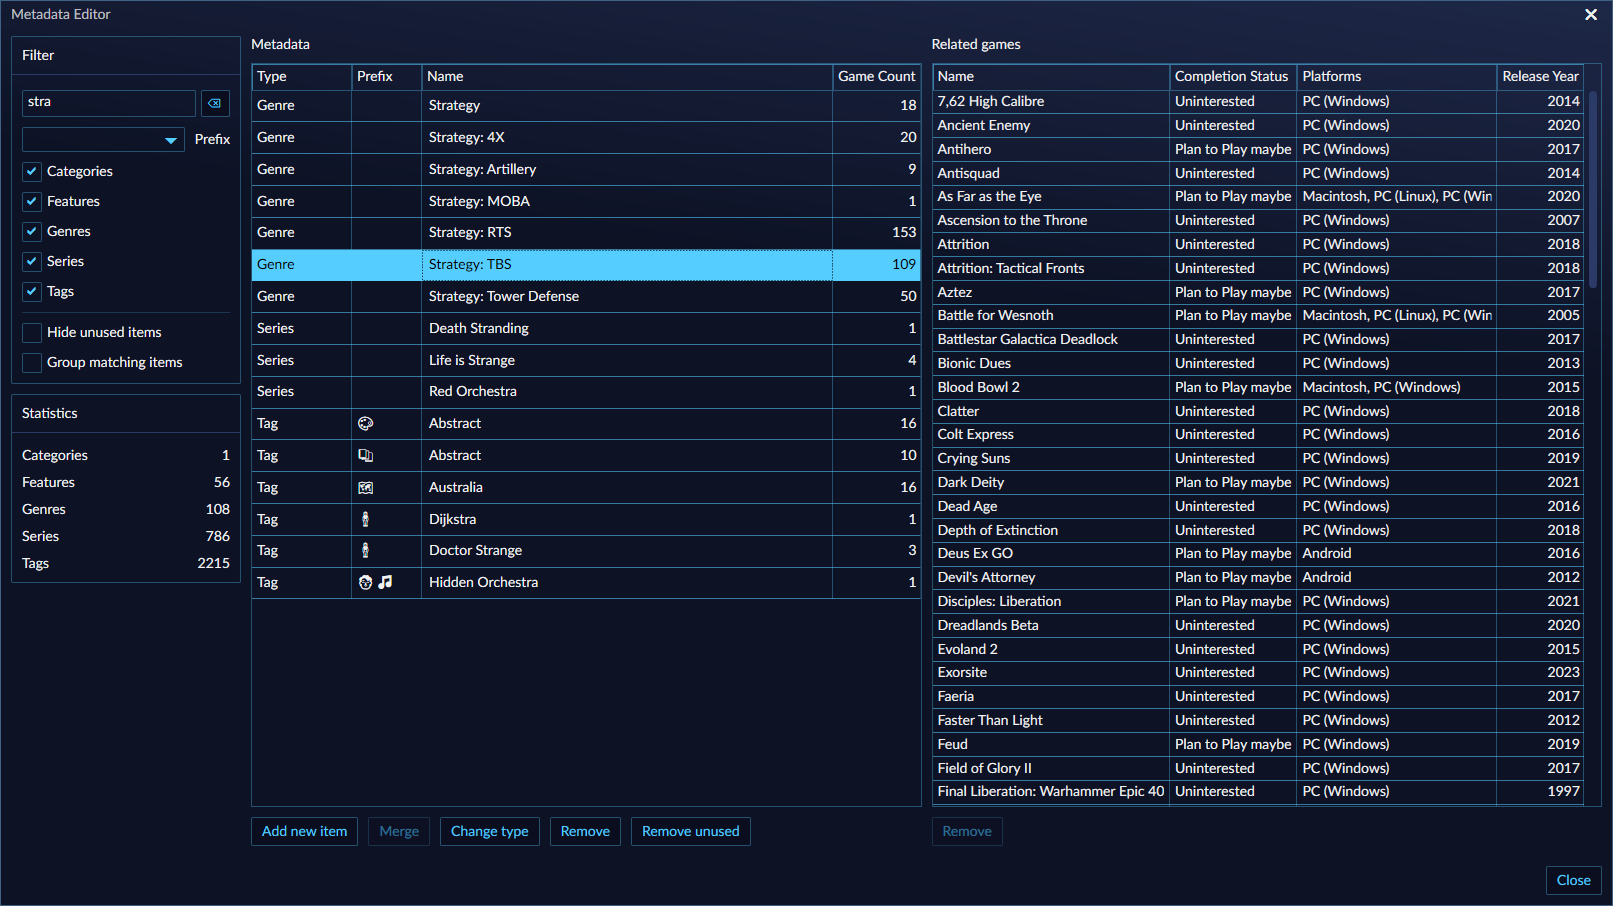 Metadata Editor
Filter
stra
Prefix
Categories
Features
Genres
Series
Tags
Hide unused items
Group matching items
Statistics
Categories 1
Features 56
Genres 108
Series 786
Tags 2215
Metadata
Type Prefix Name Game Count
Genre Strategy 18
Genre Strategy: 4X 20
Genre Strategy: Artillery 9
Genre Strategy: MOBA 1
Genre Strategy: RTS 153
Genre Strategy: TBS 109
Genre Strategy: Tower Defense 50
Series Death Stranding 1
Series Life is Strange 4
Series Red Orchestra 1
Tag Abstract 16
Tag Abstract 10
Tag Australia 16
Tag Dijkstra 1
Tag Doctor Strange 3
Tag Hidden Orchestra 1
Add new item Merge Change type Remove Remove unused
Related games
Name Completion Status Platforms Release Year
7,62 High Calibre Uninterested PC (Windows) 2014
Ancient Enemy Uninterested PC (Windows) 2020
Antihero Plan to Play maybe PC (Windows) 2017
Antisquad Uninterested PC (Windows) 2014
As Far as the Eye Plan to Play maybe Macintosh, PC (Linux), PC (Win 2020
Ascension to the Throne Uninterested PC (Windows) 2007
Attrition Uninterested PC (Windows) 2018
Attrition: Tactical Fronts Uninterested PC (Windows) 2018
Aztez Plan to Play maybe PC (Windows) 2017
Battle for Wesnoth Plan to Play maybe Macintosh, PC (Linux), PC (Win 2005
Battlestar Galactica Deadlock Uninterested PC (Windows) 2017
Bionic Dues Uninterested PC (Windows) 2013
Blood Bowl 2 Plan to Play maybe Macintosh, PC (Windows) 2015
Clatter Uninterested PC (Windows) 2018
Colt Express Uninterested PC (Windows) 2016
Crying Suns Uninterested PC (Windows) 2019
Dark Deity Plan to Play maybe PC (Windows) 2021
Dead Age Uninterested PC (Windows) 2016
Depth of Extinction Uninterested PC (Windows) 2018
Deus Ex GO Plan to Play maybe Android 2016
Devil's Attorney Plan to Play maybe Android 2012
Disciples: Liberation Plan to Play maybe PC (Windows) 2021
Dreadlands Beta Uninterested PC (Windows) 2020
Evoland 2 Uninterested PC (Windows) 2015
Exorsite Uninterested PC (Windows) 2023
Faeria Uninterested PC (Windows) 2017
Faster Than Light Uninterested PC (Windows) 2012
Feud Plan to Play maybe PC (Windows) 2019
Field of Glory II Uninterested PC (Windows) 2017
Final Liberation: Warhammer Epic 40 Uninterested PC (Windows) 1997
Remove
Close